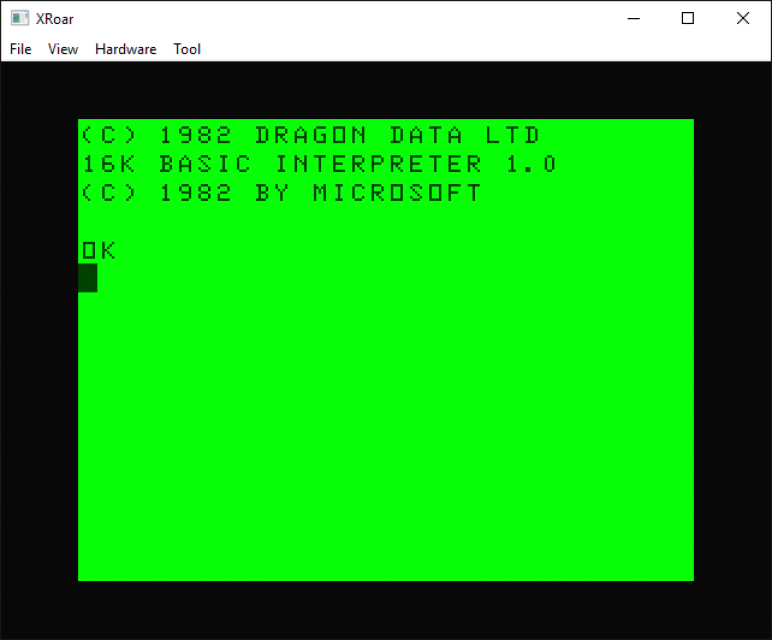 XRoar
File View Hardware Tool
(C) 1982 DRAGON DATA LTD
16K BASIC INTERPRETER 1.0
(C) 1982 BY MICROSOFT
OK